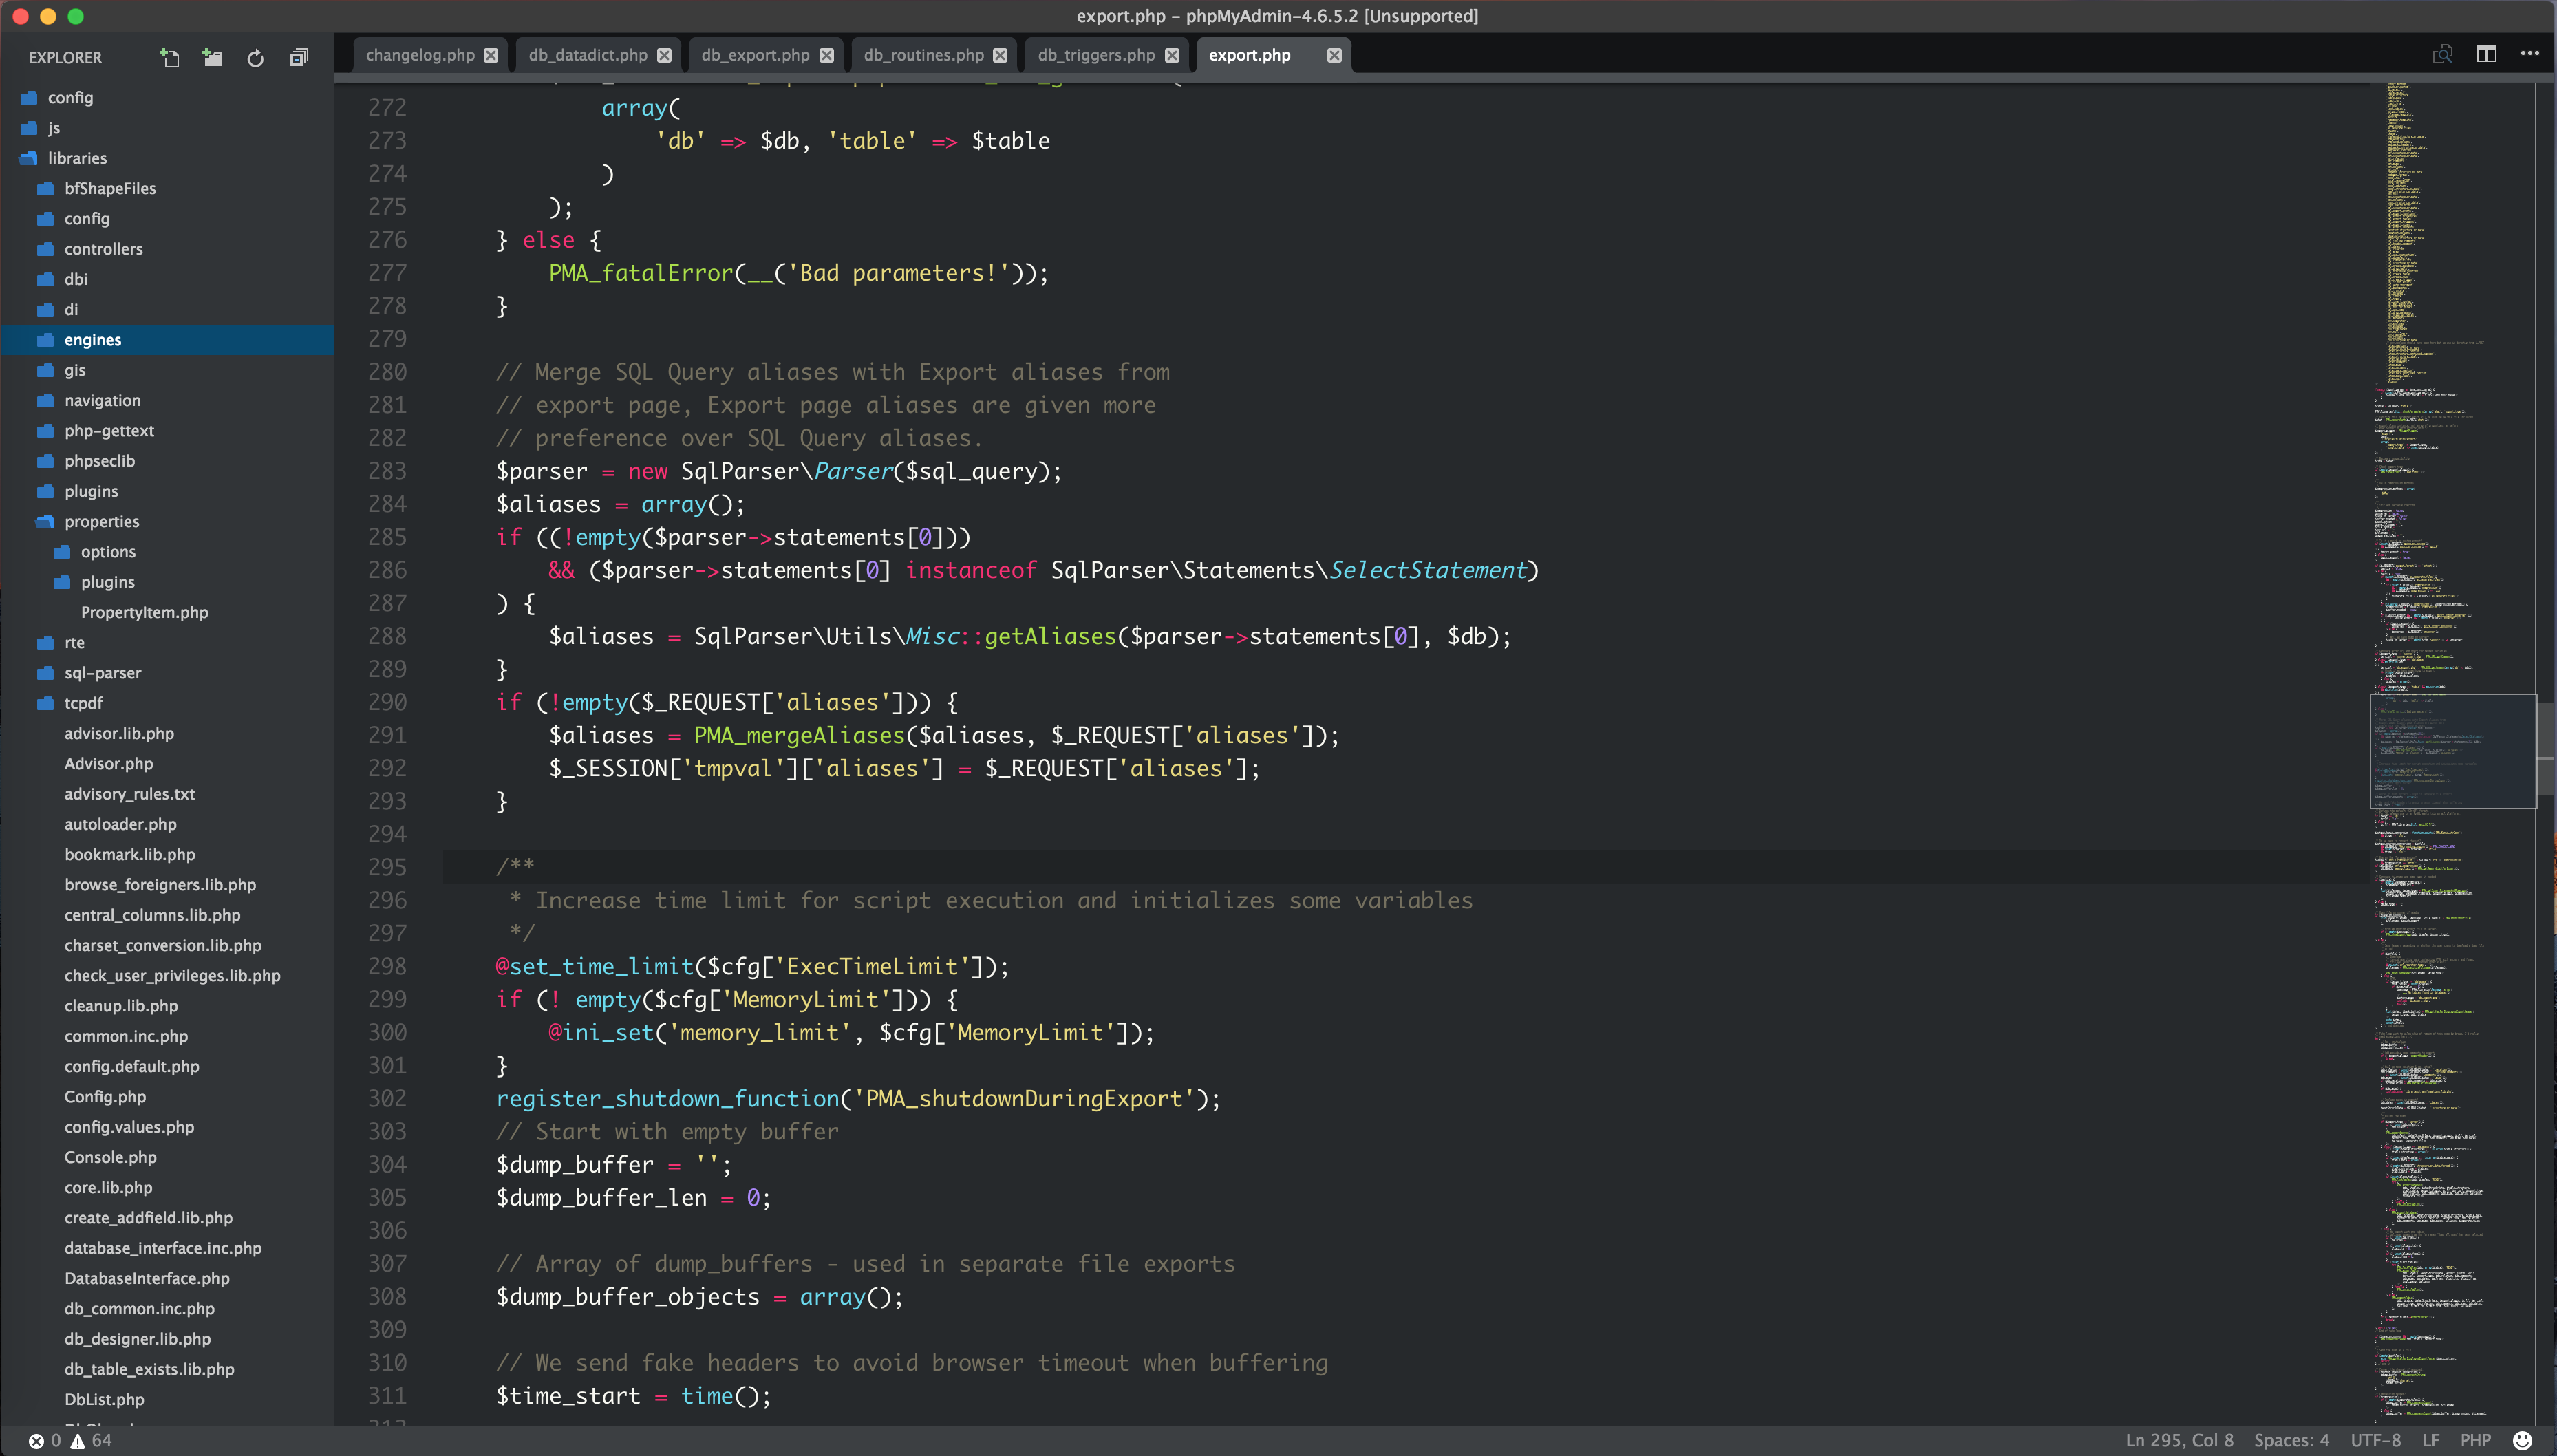 export.php – phpMyAdmin-4.6.5.2 [Unsupported]
EXPLORER
changelog.php
db_datadict.php
db_export.php
db_routines.php
db_triggers.php
export.php
config
js
libraries
bfShapeFiles
config
controllers
dbi
di
engines
gis
navigation
php-gettext
phpseclib
plugins
properties
options
plugins
PropertyItem.php
rte
sql-parser
tcpdf
advisor.lib.php
Advisor.php
advisory_rules.txt
autoloader.php
bookmark.lib.php
browse_foreigners.lib.php
central_columns.lib.php
charset_conversion.lib.php
check_user_privileges.lib.php
cleanup.lib.php
common.inc.php
config.default.php
Config.php
config.values.php
Console.php
core.lib.php
create_addfield.lib.php
database_interface.inc.php
DatabaseInterface.php
db_common.inc.php
db_designer.lib.php
db_table_exists.lib.php
DbList.php
272 array(
273 'db' => $db, 'table' => $table
274 )
275 );
276 } else {
277 PMA_fatalError(__('Bad parameters!'));
278 }
279
280 // Merge SQL Query aliases with Export aliases from
281 // export page, Export page aliases are given more
282 // preference over SQL Query aliases.
283 $parser = new SqlParser\Parser($sql_query);
284 $aliases = array();
285 if ((!empty($parser->statements[0]))
286 && ($parser->statements[0] instanceof SqlParser\Statements\SelectStatement)
287 ) {
288 $aliases = SqlParser\Utils\Misc::getAliases($parser->statements[0], $db);
289 }
290 if (!empty($_REQUEST['aliases'])) {
291 $aliases = PMA_mergeAliases($aliases, $_REQUEST['aliases']);
292 $_SESSION['tmpval']['aliases'] = $_REQUEST['aliases'];
293 }
294
295 /**
296 * Increase time limit for script execution and initializes some variables
297 */
298 @set_time_limit($cfg['ExecTimeLimit']);
299 if (! empty($cfg['MemoryLimit'])) {
300 @ini_set('memory_limit', $cfg['MemoryLimit']);
301 }
302 register_shutdown_function('PMA_shutdownDuringExport');
303 // Start with empty buffer
304 $dump_buffer = '';
305 $dump_buffer_len = 0;
306
307 // Array of dump_buffers - used in separate file exports
308 $dump_buffer_objects = array();
309
310 // We send fake headers to avoid browser timeout when buffering
311 $time_start = time();
0 64
Ln 295, Col 8 Spaces: 4 UTF-8 LF PHP